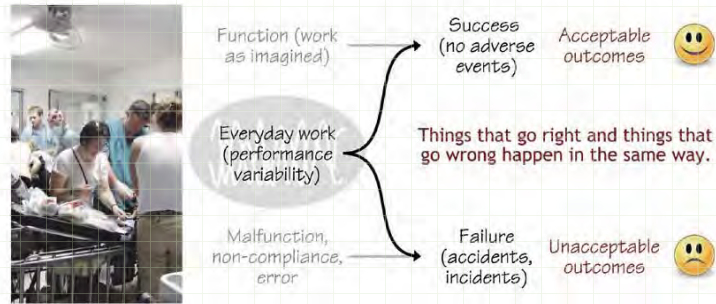 Function (work
as imagined)
Success
(no adverse
events)
Acceptable
outcomes
Everyday work
(performance
variability)
Things that go right and things that
go wrong happen in the same way.
Malfunction,
non-compliance,
error
Failure
(accidents,
incidents)
Unacceptable
outcomes